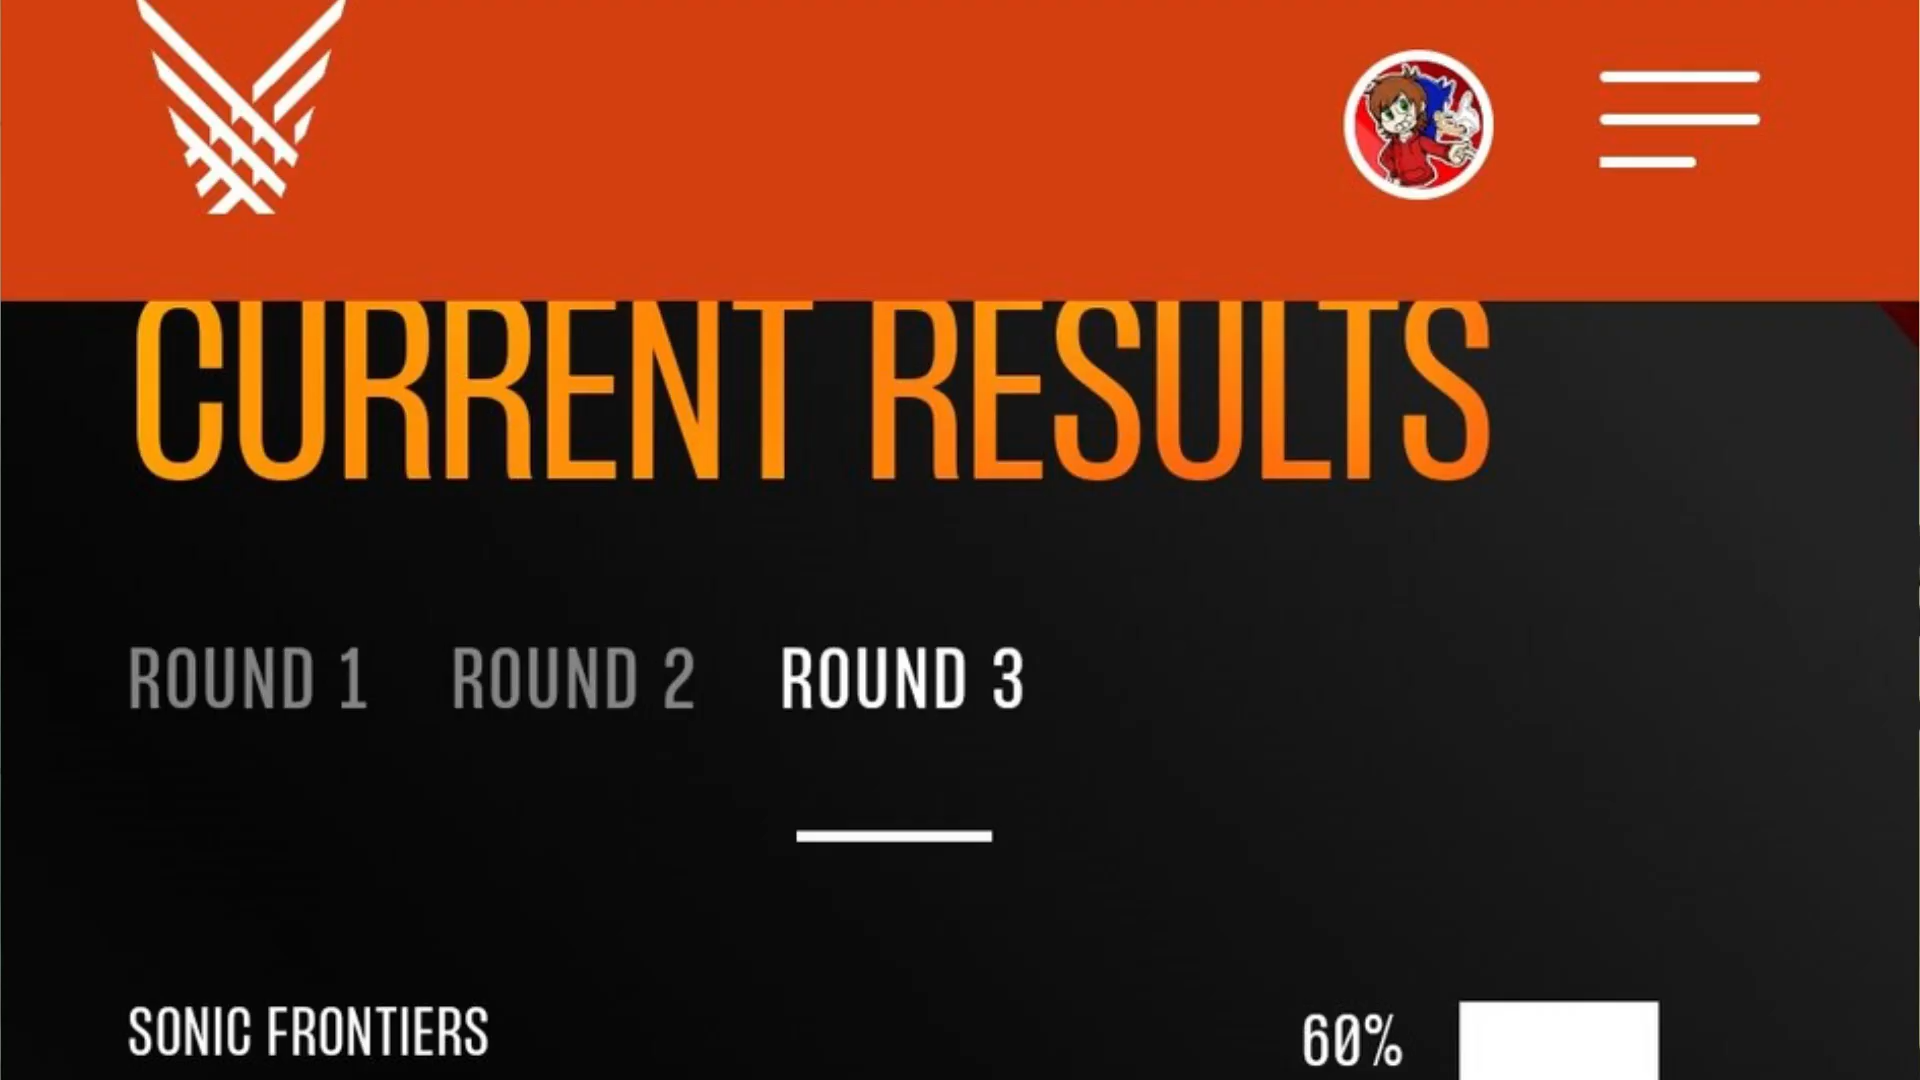 CURRENT RESULTS
ROUND 1 ROUND 2 ROUND 3
SONIC FRONTIERS 60%